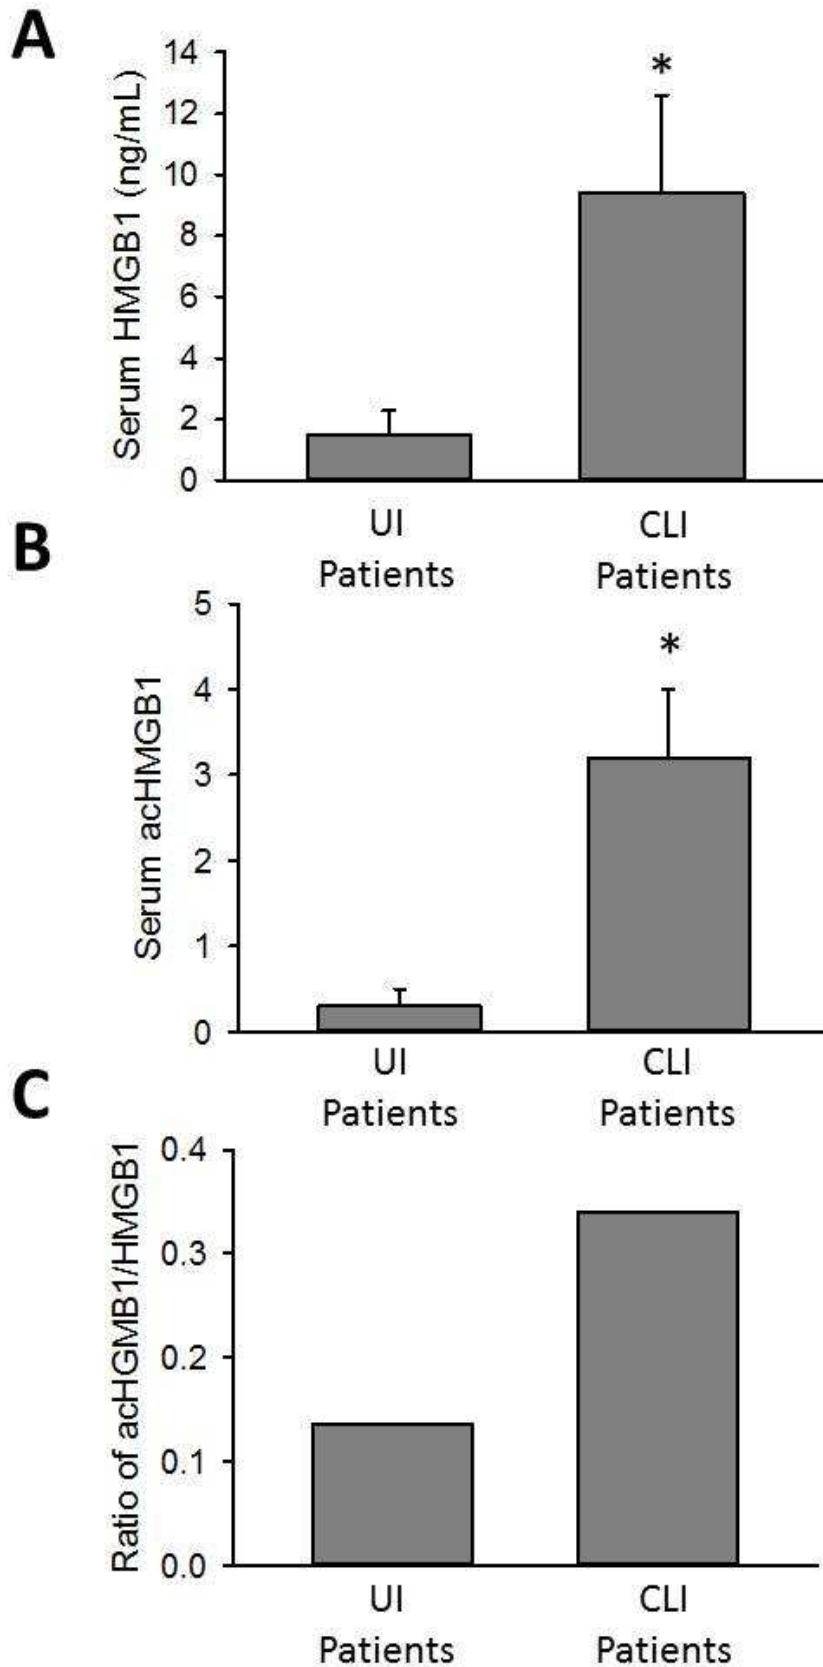 A
Serum HMGB1 (ng/mL)
14
12
10
8
6
4
2
0
*
UI
Patients
CLI
Patients
B
Serum acHMGB1
5
4
3
2
1
0
*
UI
Patients
CLI
Patients
C
Ratio of acHGMB1/HMGB1
0.4
0.3
0.2
0.1
0.0
UI
Patients
CLI
Patients